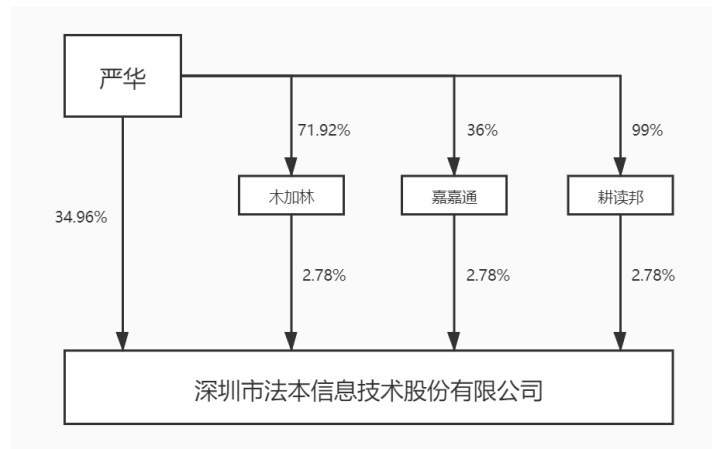 严华
71.92%
36%
99%
木加林
嘉嘉通
耕读邦
34.96%
2.78%
2.78%
2.78%
深圳市法本信息技术股份有限公司